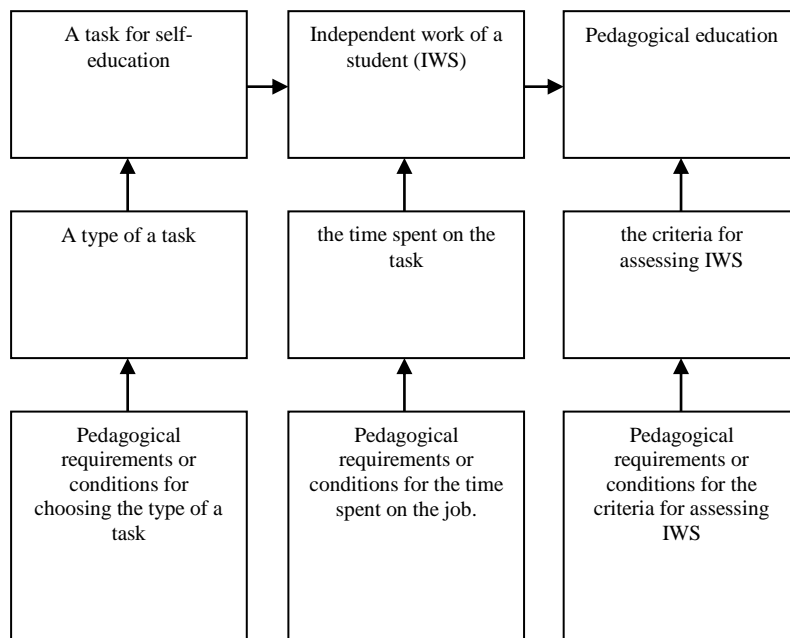 A task for self-
education
Independent work of a
student (IWS)
Pedagogical education
A type of a task
the time spent on the
task
the criteria for
assessing IWS
Pedagogical
requirements or
conditions for
choosing the type of a
task
Pedagogical
requirements or
conditions for the time
spent on the job.
Pedagogical
requirements or
conditions for the
criteria for assessing
IWS